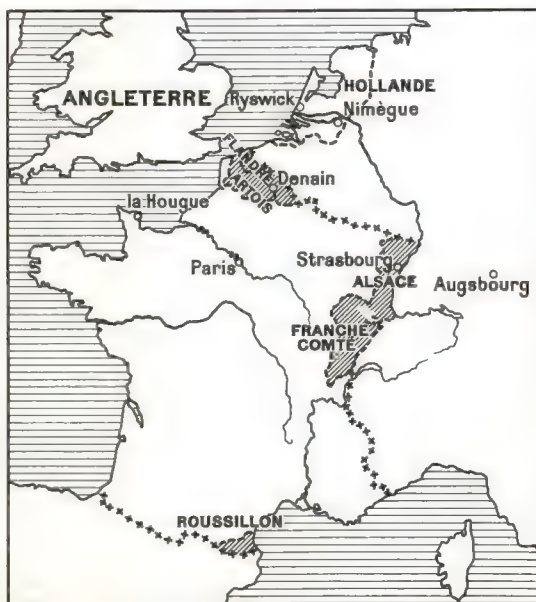 HOLLANDE
ANGLETERRE
Ryswick
Nimègue
FLANDRE
ARTOIS
Denain
la Hougue
Strasbourg
Paris
ALSACE
Augsbourg
FRANCHE
COMTÉ
ROUSSILLON